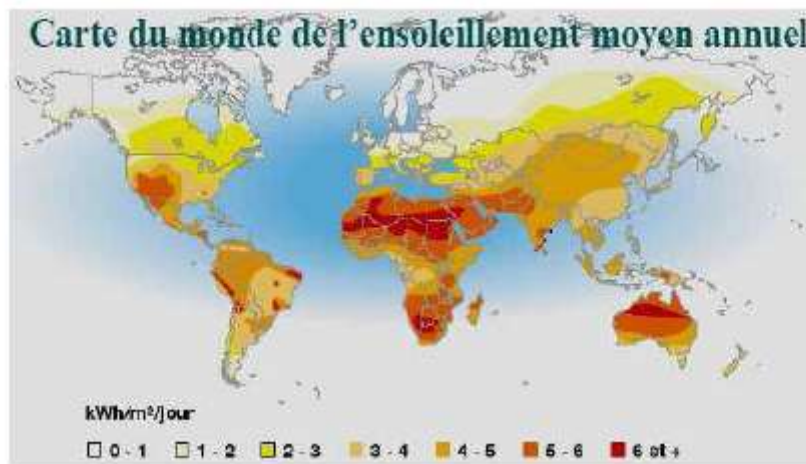 Carte du monde de l'ensoleillement moyen annuel
kWh/m²/jour
0 - 1 1 - 2 2 - 3 3 - 4 4 - 5 5 - 6 6 et +